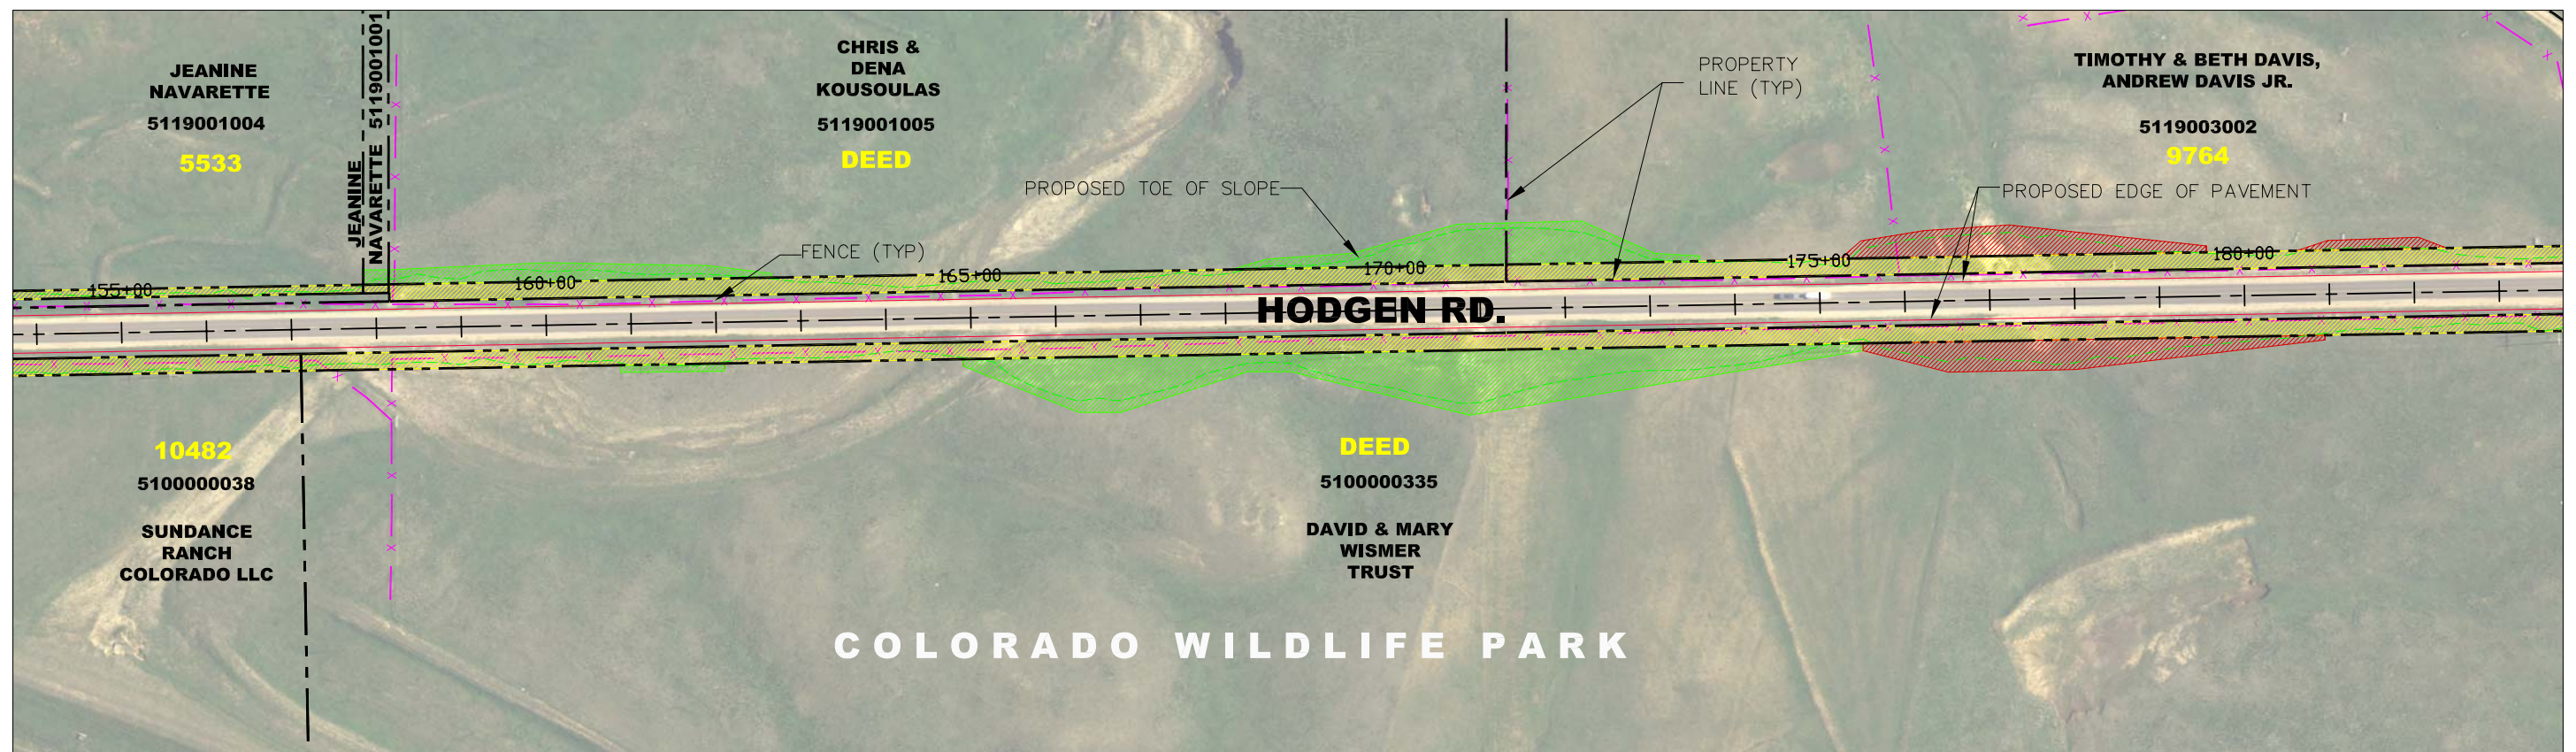 JEANINE
NAVARETTE
5119001004
5533
JEANINE
NAVARETTE 5119001001
CHRIS &
DENA
KOUSOULAS
5119001005
DEED
PROPERTY
LINE (TYP)
TIMOTHY & BETH DAVIS,
ANDREW DAVIS JR.
5119003002
9764
PROPOSED TOE OF SLOPE
PROPOSED EDGE OF PAVEMENT
FENCE (TYP)
155+00
160+00
165+00
170+00
175+00
180+00
HODGEN RD.
10482
5100000038
SUNDANCE
RANCH
COLORADO LLC
DEED
5100000335
DAVID & MARY
WISMER
TRUST
COLORADO WILDLIFE PARK